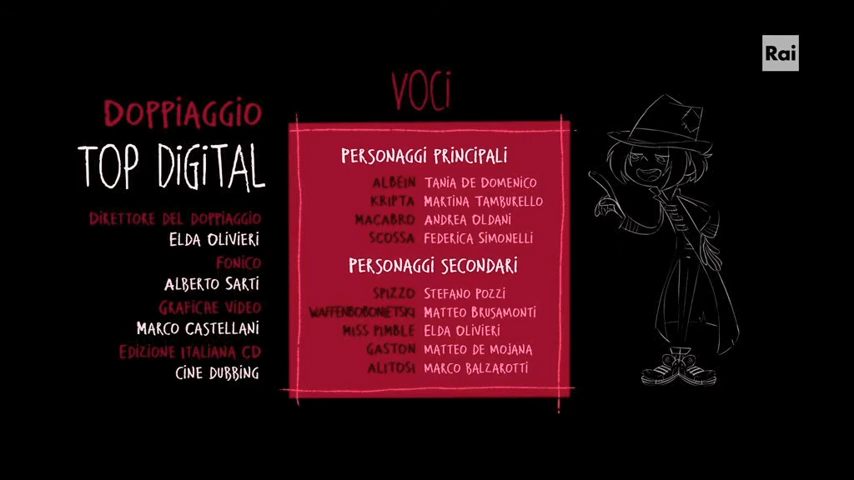 Rai
DOPPIAGGIO
TOP DIGITAL
DIRETTORE DEL DOPPIAGGIO
ELDA OLIVIERI
FONICO
ALBERTO SARTI
GRAFICHE VIDEO
MARCO CASTELLANI
EDIZIONE ITALIANA CD
CINE DUBBING
VOCI
PERSONAGGI PRINCIPALI
ALBEIN TANIA DE DOMENICO
KRIPTA MARTINA TAMBURELLO
MACABRO ANDREA OLDANI
SCOSSA FEDERICA SIMONELLI
PERSONAGGI SECONDARI
SPIZZO STEFANO POZZI
MATTEO BRUSAMONTI
MISS PIMBLE ELDA OLIVIERI
GASTON MATTEO DE MOJANA
ALITOSI MARCO BALZAROTTI